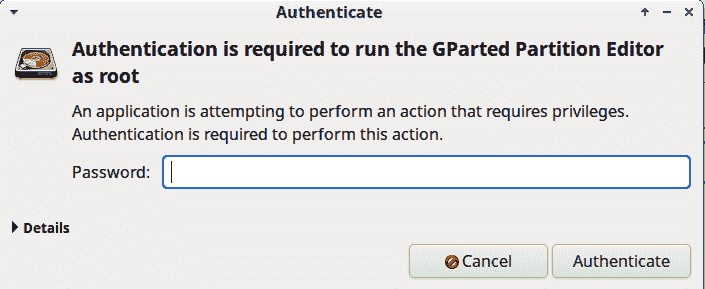 Authenticate
Authentication is required to run the GParted Partition Editor
as root
An application is attempting to perform an action that requires privileges.
Authentication is required to perform this action.
Password:
Details
Cancel
Authenticate